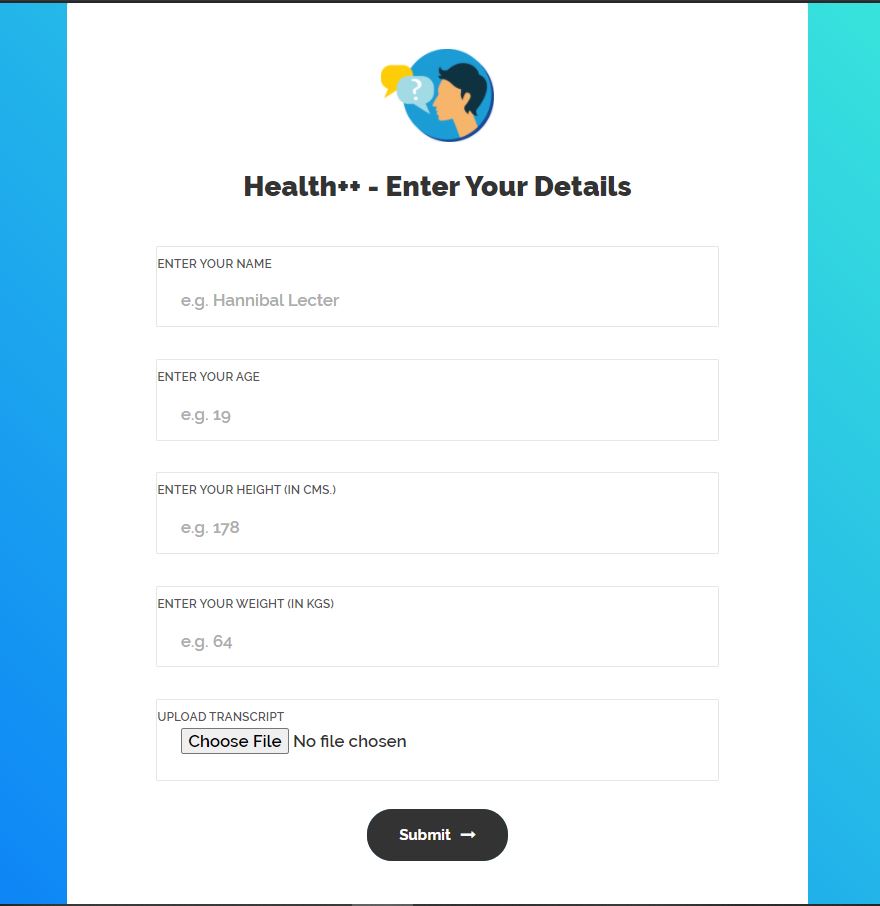 ?
Health++ - Enter Your Details
ENTER YOUR NAME
e.g. Hannibal Lecter
ENTER YOUR AGE
e.g. 19
ENTER YOUR HEIGHT (IN CMS.)
e.g. 178
ENTER YOUR WEIGHT (IN KGS)
e.g. 64
UPLOAD TRANSCRIPT
Choose File No file chosen
Submit →